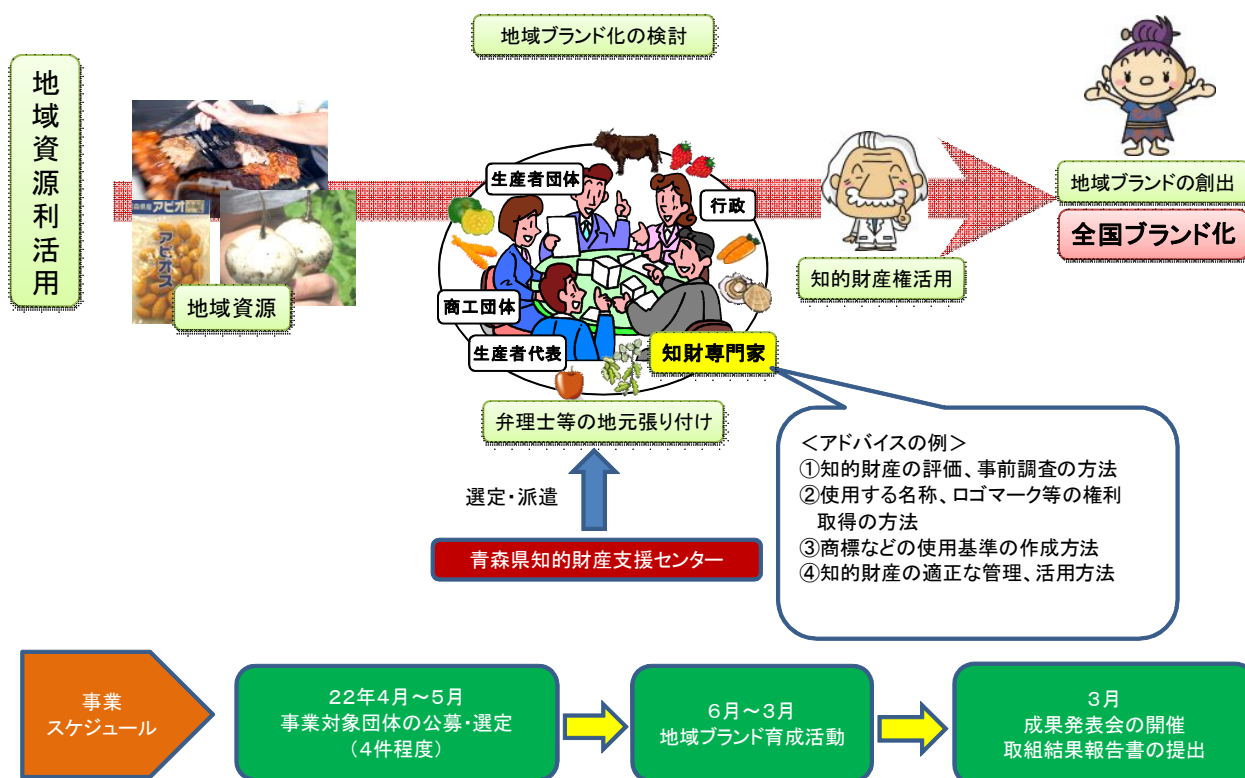 地域ブランド化の検討
地域資源利活用
アピオス
地域資源
生産者団体
行政
商工団体
生産者代表
知財専門家
弁理士等の地元張り付け
知的財産権活用
地域ブランドの創出
全国ブランド化
選定・派遣
青森県知的財産支援センター
＜アドバイスの例＞
①知的財産の評価、事前調査の方法
②使用する名称、ロゴマーク等の権利
取得の方法
③商標などの使用基準の作成方法
④知的財産の適正な管理、活用方法
事業
スケジュール
２２年４月～５月
事業対象団体の公募・選定
（４件程度）
６月～３月
地域ブランド育成活動
３月
成果発表会の開催
取組結果報告書の提出